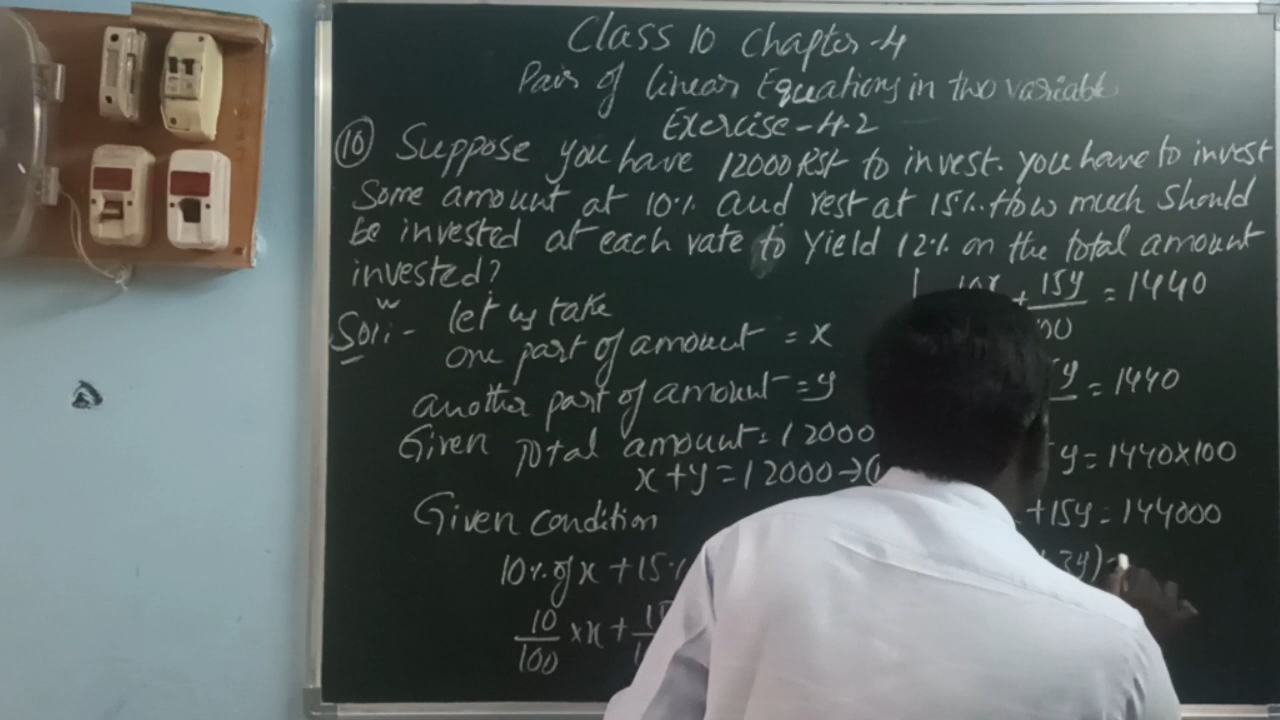 Class 10 Chapter-4
Pair of linear Equations in two variable
Exercise-4.2
(10) Suppose you have 12000 Rs/- to invest. you have to invest
Some amount at 10% and rest at 15%. How much should
be invested at each rate to yield 12% on the total amount
invested?
Sol:- let us take
one part of amount = x
another part of amount = y
Given Total amount = 12000
x+y=12000→(1
Given condition
10% of x + 15%
10/100 × x +
+ 15y = 1440
y = 1440
y=1440×100
+15y=144000
3y)=